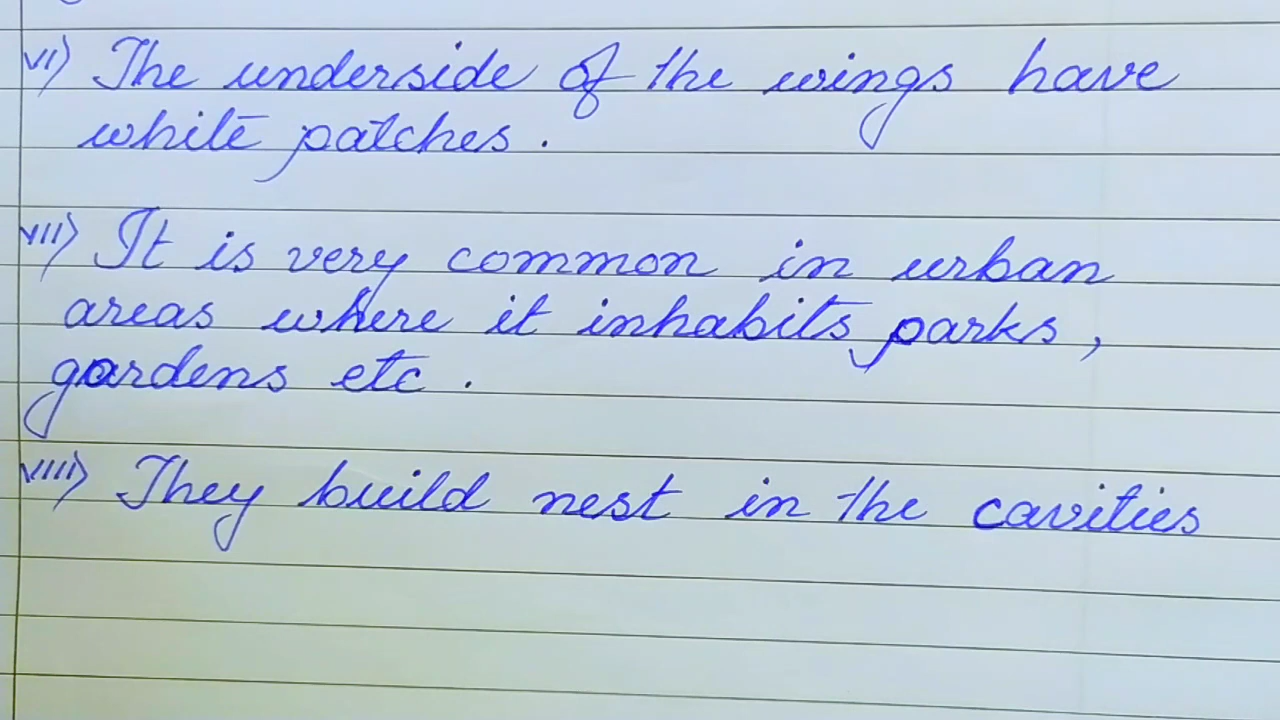 VI) The underside of the wings have
white patches.
VII) It is very common in urban
areas where it inhabits parks,
gardens etc.
VIII) They build nest in the cavities